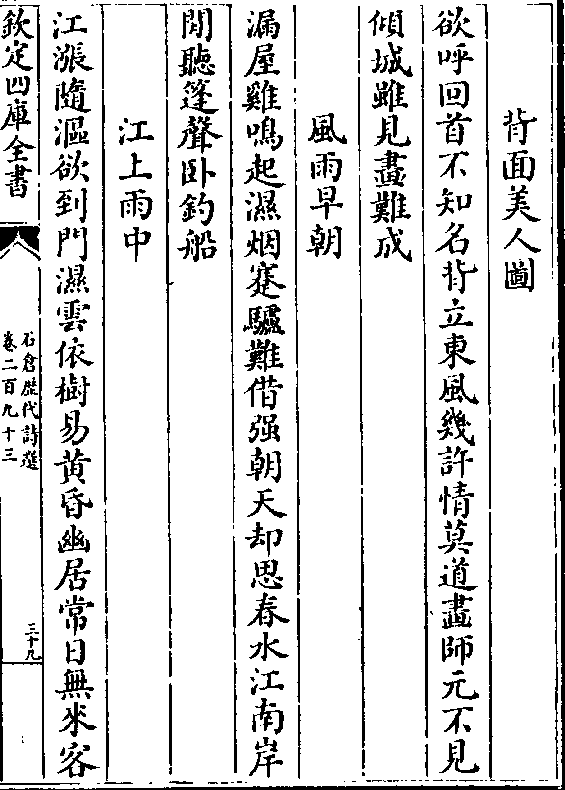 背面美人圖
欲呼回首不知名背立東風幾許情莫道畫師元不見
傾城雖見畫難成
風雨早朝
漏屋雞鳴起濕烟蹇驢難借强朝天却思春水江南岸
閒聽篷聲卧釣船
江上雨中
江漲隨漚欲到門濕雲依樹易黄昏幽居常日無來客
欽定四庫全書
石倉歴代詩選
卷二百九十三
三十九